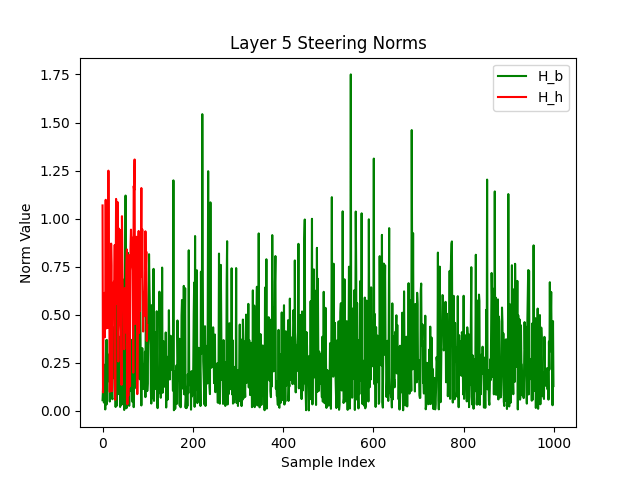 Layer 5 Steering Norms
H_b
H_h
Norm Value
1.75
1.50
1.25
1.00
0.75
0.50
0.25
0.00
0 200 400 600 800 1000
Sample Index